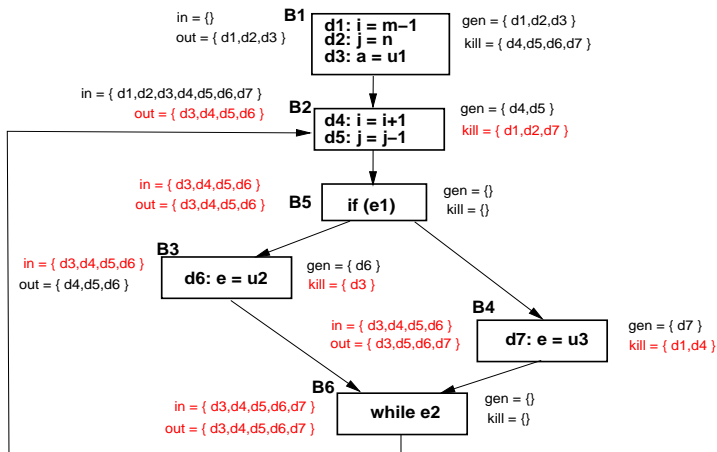 B1
in = {}
out = { d1,d2,d3}
d1: i = m−1
d2: j = n
d3: a = u1
gen = { d1,d2,d3}
kill = { d4,d5,d6,d7}
in = { d1,d2,d3,d4,d5,d6,d7}
out = { d3,d4,d5,d6}
B2
d4: i = i+1
d5: j = j−1
gen = { d4,d5}
kill = { d1,d2,d7}
in = { d3,d4,d5,d6}
out = { d3,d4,d5,d6}
B5
if (e1)
gen = {}
kill = {}
B3
in = { d3,d4,d5,d6}
out = { d4,d5,d6}
d6: e = u2
gen = { d6}
kill = { d3}
B4
in = { d3,d4,d5,d6}
out = { d3,d5,d6,d7}
d7: e = u3
gen = { d7}
kill = { d1,d4}
B6
in = { d3,d4,d5,d6,d7}
out = { d3,d4,d5,d6,d7}
while e2
gen = {}
kill = {}